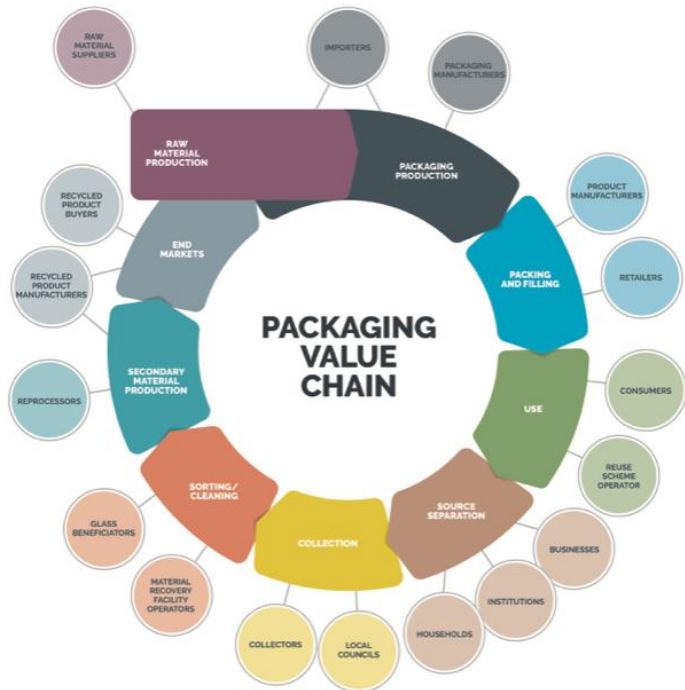 RAW
MATERIAL
SUPPLIERS
IMPORTERS
PACKAGING
MANUFACTURERS
RAW
MATERIAL
PRODUCTION
PACKAGING
PRODUCTION
PRODUCT
MANUFACTURERS
RETAILERS
PACKING
AND FILLING
CONSUMERS
REUSE
SCHEME
OPERATOR
USE
BUSINESSES
INSTITUTIONS
HOUSEHOLDS
SOURCE
SEPARATION
LOCAL
COUNCILS
COLLECTORS
COLLECTION
MATERIAL
RECOVERY
FACILITY
OPERATORS
GLASS
BENEFICIATORS
SORTING/
CLEANING
REPROCESSORS
SECONDARY
MATERIAL
PRODUCTION
RECYCLED
PRODUCT
MANUFACTURERS
RECYCLED
PRODUCT
BUYERS
END
MARKETS
PACKAGING
VALUE
CHAIN